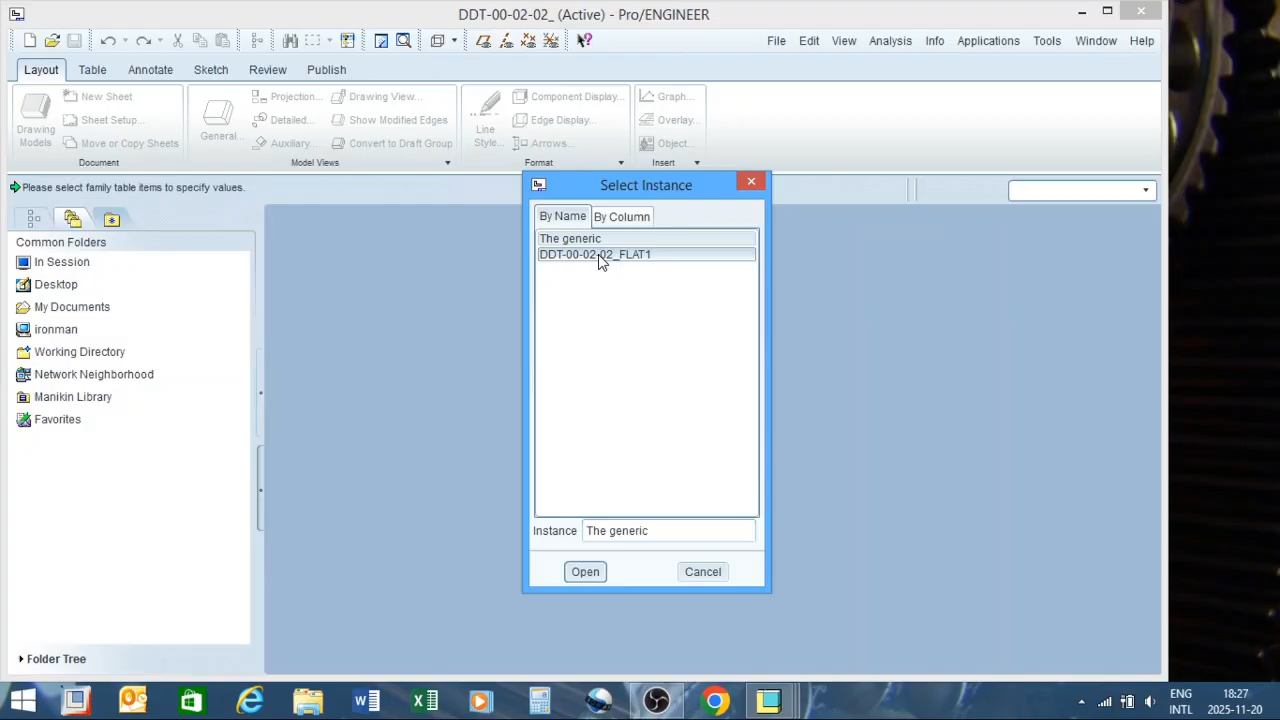 DDT-00-02-02_ (Active) - Pro/ENGINEER
File Edit View Analysis Info Applications Tools Window Help
Layout Table Annotate Sketch Review Publish
Drawing Models
New Sheet
Sheet Setup...
Move or Copy Sheets
Document
General...
Projection...
Detailed...
Auxiliary...
Drawing View...
Show Modified Edges
Convert to Draft Group
Model Views
Line Style...
Component Display...
Edge Display...
Arrows...
Format
Graph...
Overlay...
Object...
Insert
Please select family table items to specify values.
Common Folders
In Session
Desktop
My Documents
ironman
Working Directory
Network Neighborhood
Manikin Library
Favorites
Folder Tree
Select Instance
By Name By Column
The generic
DDT-00-02-02_FLAT1
Instance The generic
Open Cancel
ENG
INTL
18:27
2025-11-20